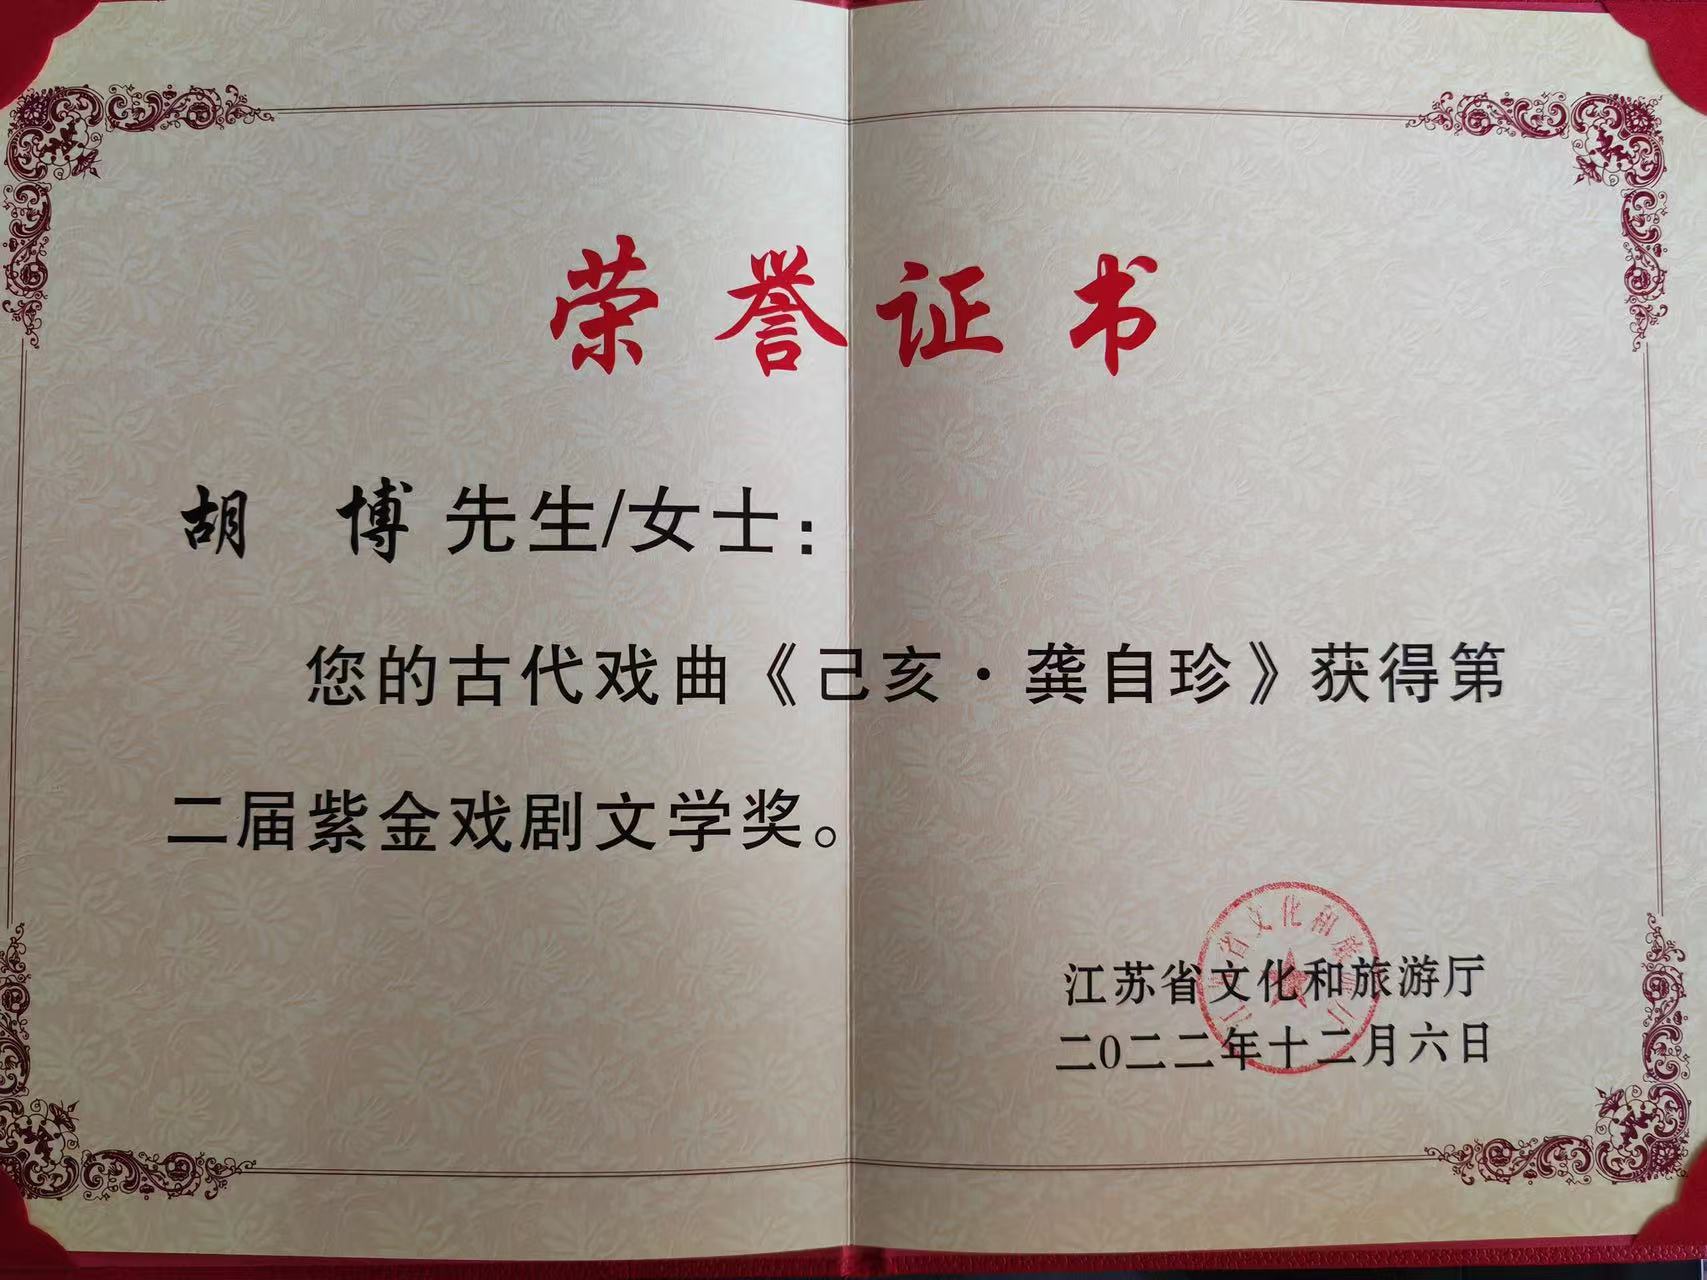 荣誉证书
胡 博 先生/女士：
您的古代戏曲《己亥·龚自珍》获得第
二届紫金戏剧文学奖。
江苏省文化和旅游厅
二0二二年十二月六日